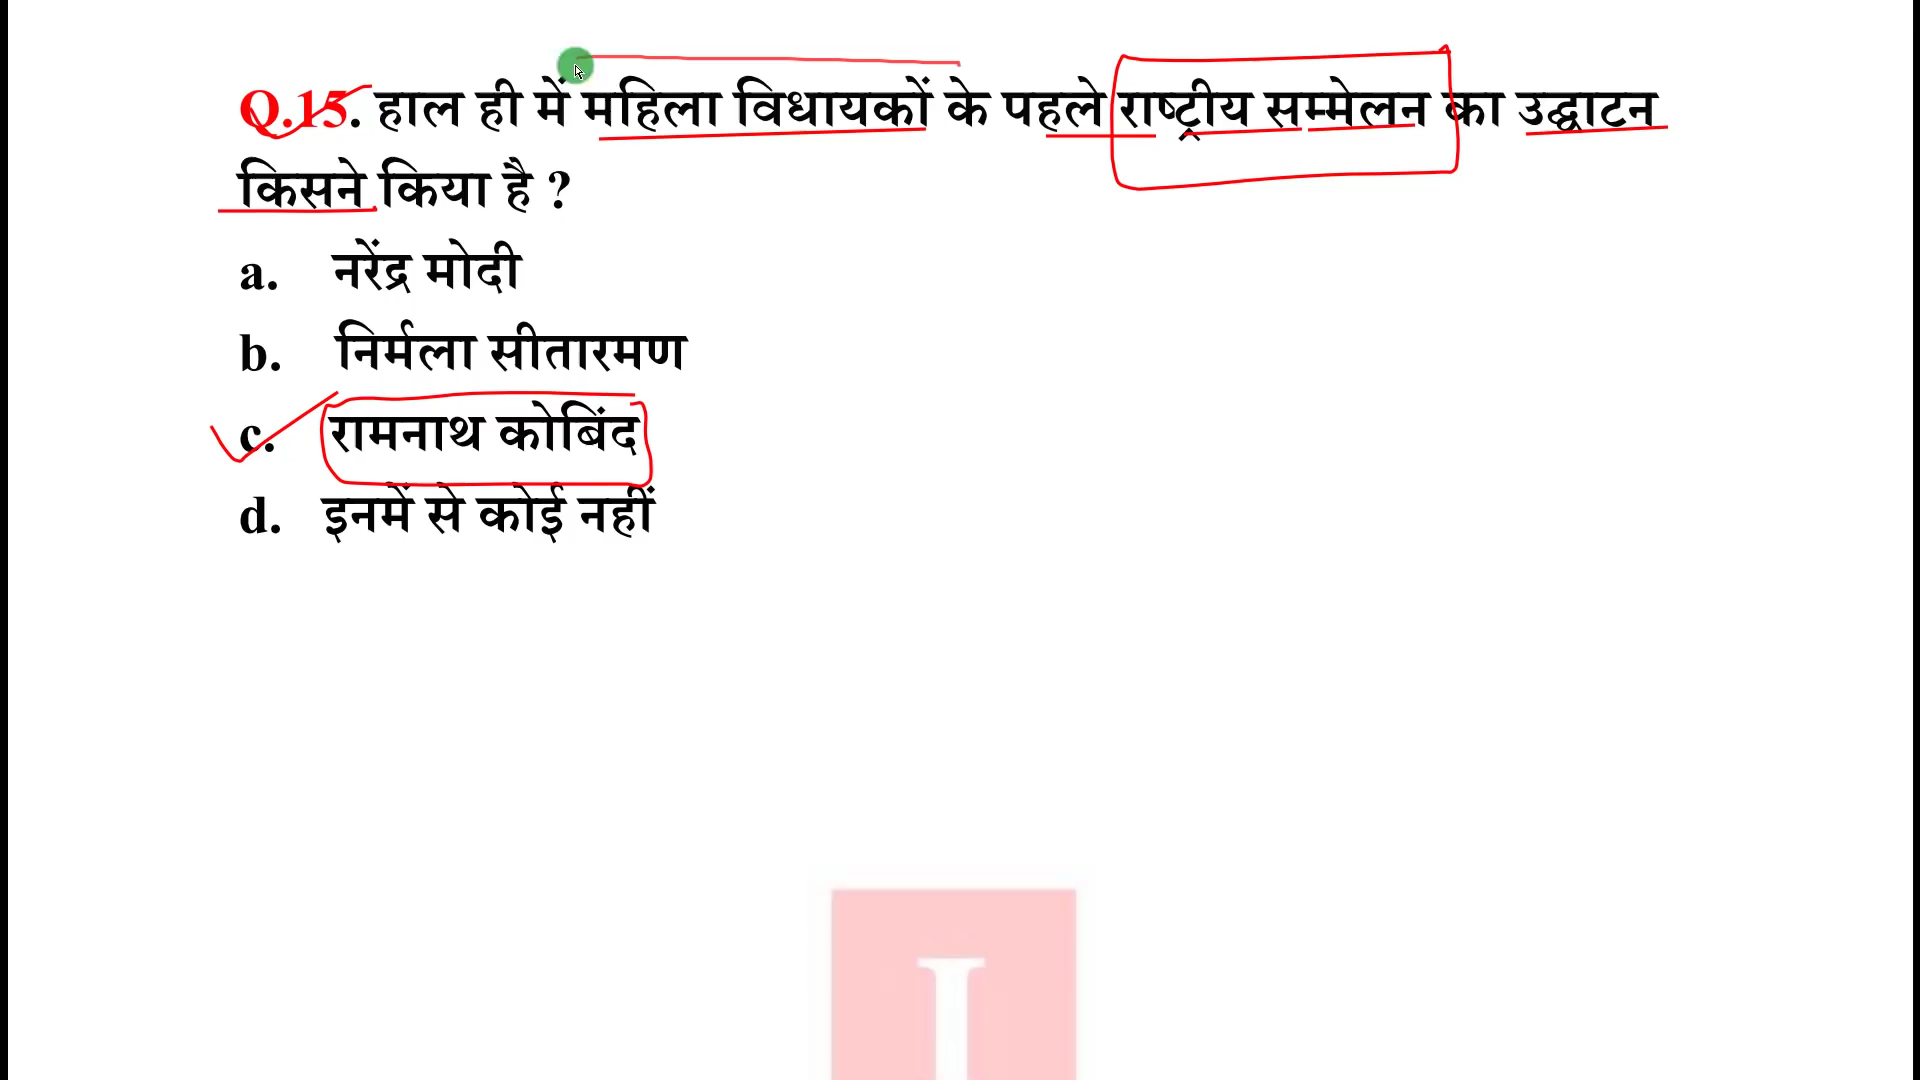 Q.15. हाल ही में महिला विधायकों के पहले राष्ट्रीय सम्मेलन का उद्घाटन
किसने किया है ?
a. नरेंद्र मोदी
b. निर्मला सीतारमण
c. रामनाथ कोबिंद
d. इनमें से कोई नहीं
I